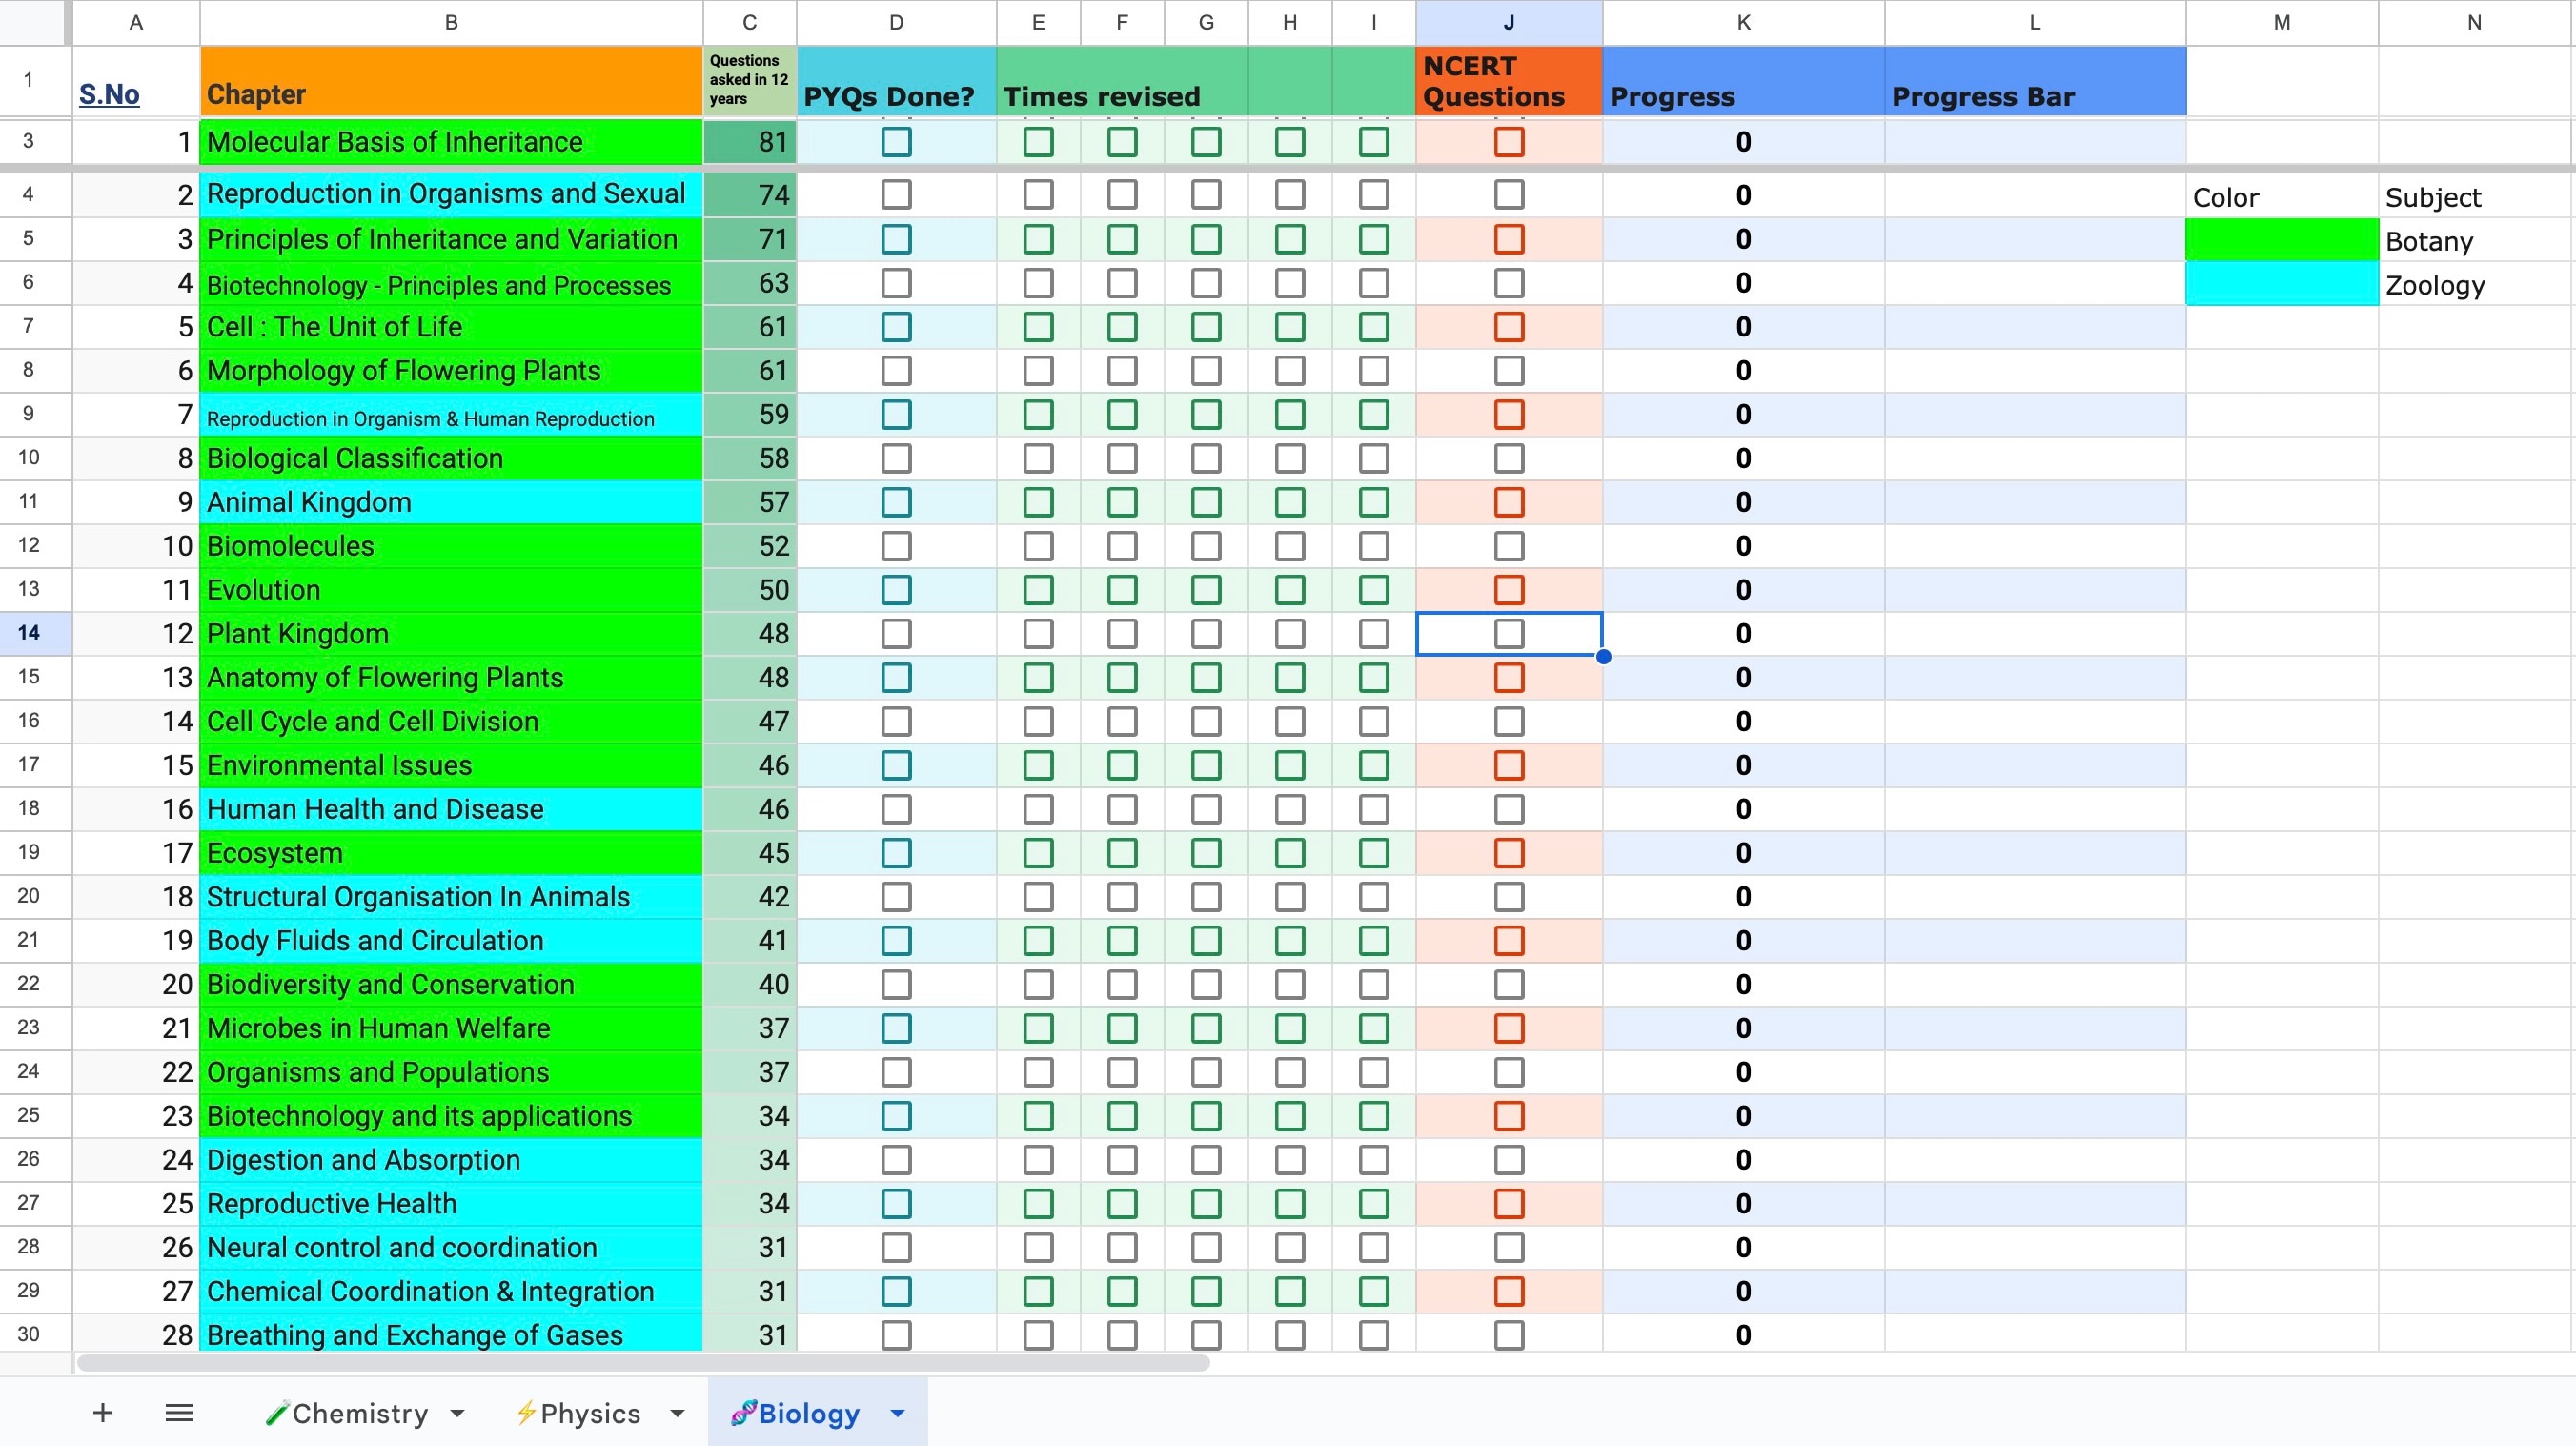 A B C D E F G H I J K L M N
1 S.No Chapter Questions asked in 12 years PYQs Done? Times revised NCERT Questions Progress Progress Bar
3 1 Molecular Basis of Inheritance 81 0
4 2 Reproduction in Organisms and Sexual 74 0 Color Subject
5 3 Principles of Inheritance and Variation 71 0 Botany
6 4 Biotechnology - Principles and Processes 63 0 Zoology
7 5 Cell : The Unit of Life 61 0
8 6 Morphology of Flowering Plants 61 0
9 7 Reproduction in Organism & Human Reproduction 59 0
10 8 Biological Classification 58 0
11 9 Animal Kingdom 57 0
12 10 Biomolecules 52 0
13 11 Evolution 50 0
14 12 Plant Kingdom 48 0
15 13 Anatomy of Flowering Plants 48 0
16 14 Cell Cycle and Cell Division 47 0
17 15 Environmental Issues 46 0
18 16 Human Health and Disease 46 0
19 17 Ecosystem 45 0
20 18 Structural Organisation In Animals 42 0
21 19 Body Fluids and Circulation 41 0
22 20 Biodiversity and Conservation 40 0
23 21 Microbes in Human Welfare 37 0
24 22 Organisms and Populations 37 0
25 23 Biotechnology and its applications 34 0
26 24 Digestion and Absorption 34 0
27 25 Reproductive Health 34 0
28 26 Neural control and coordination 31 0
29 27 Chemical Coordination & Integration 31 0
30 28 Breathing and Exchange of Gases 31 0
Chemistry Physics Biology